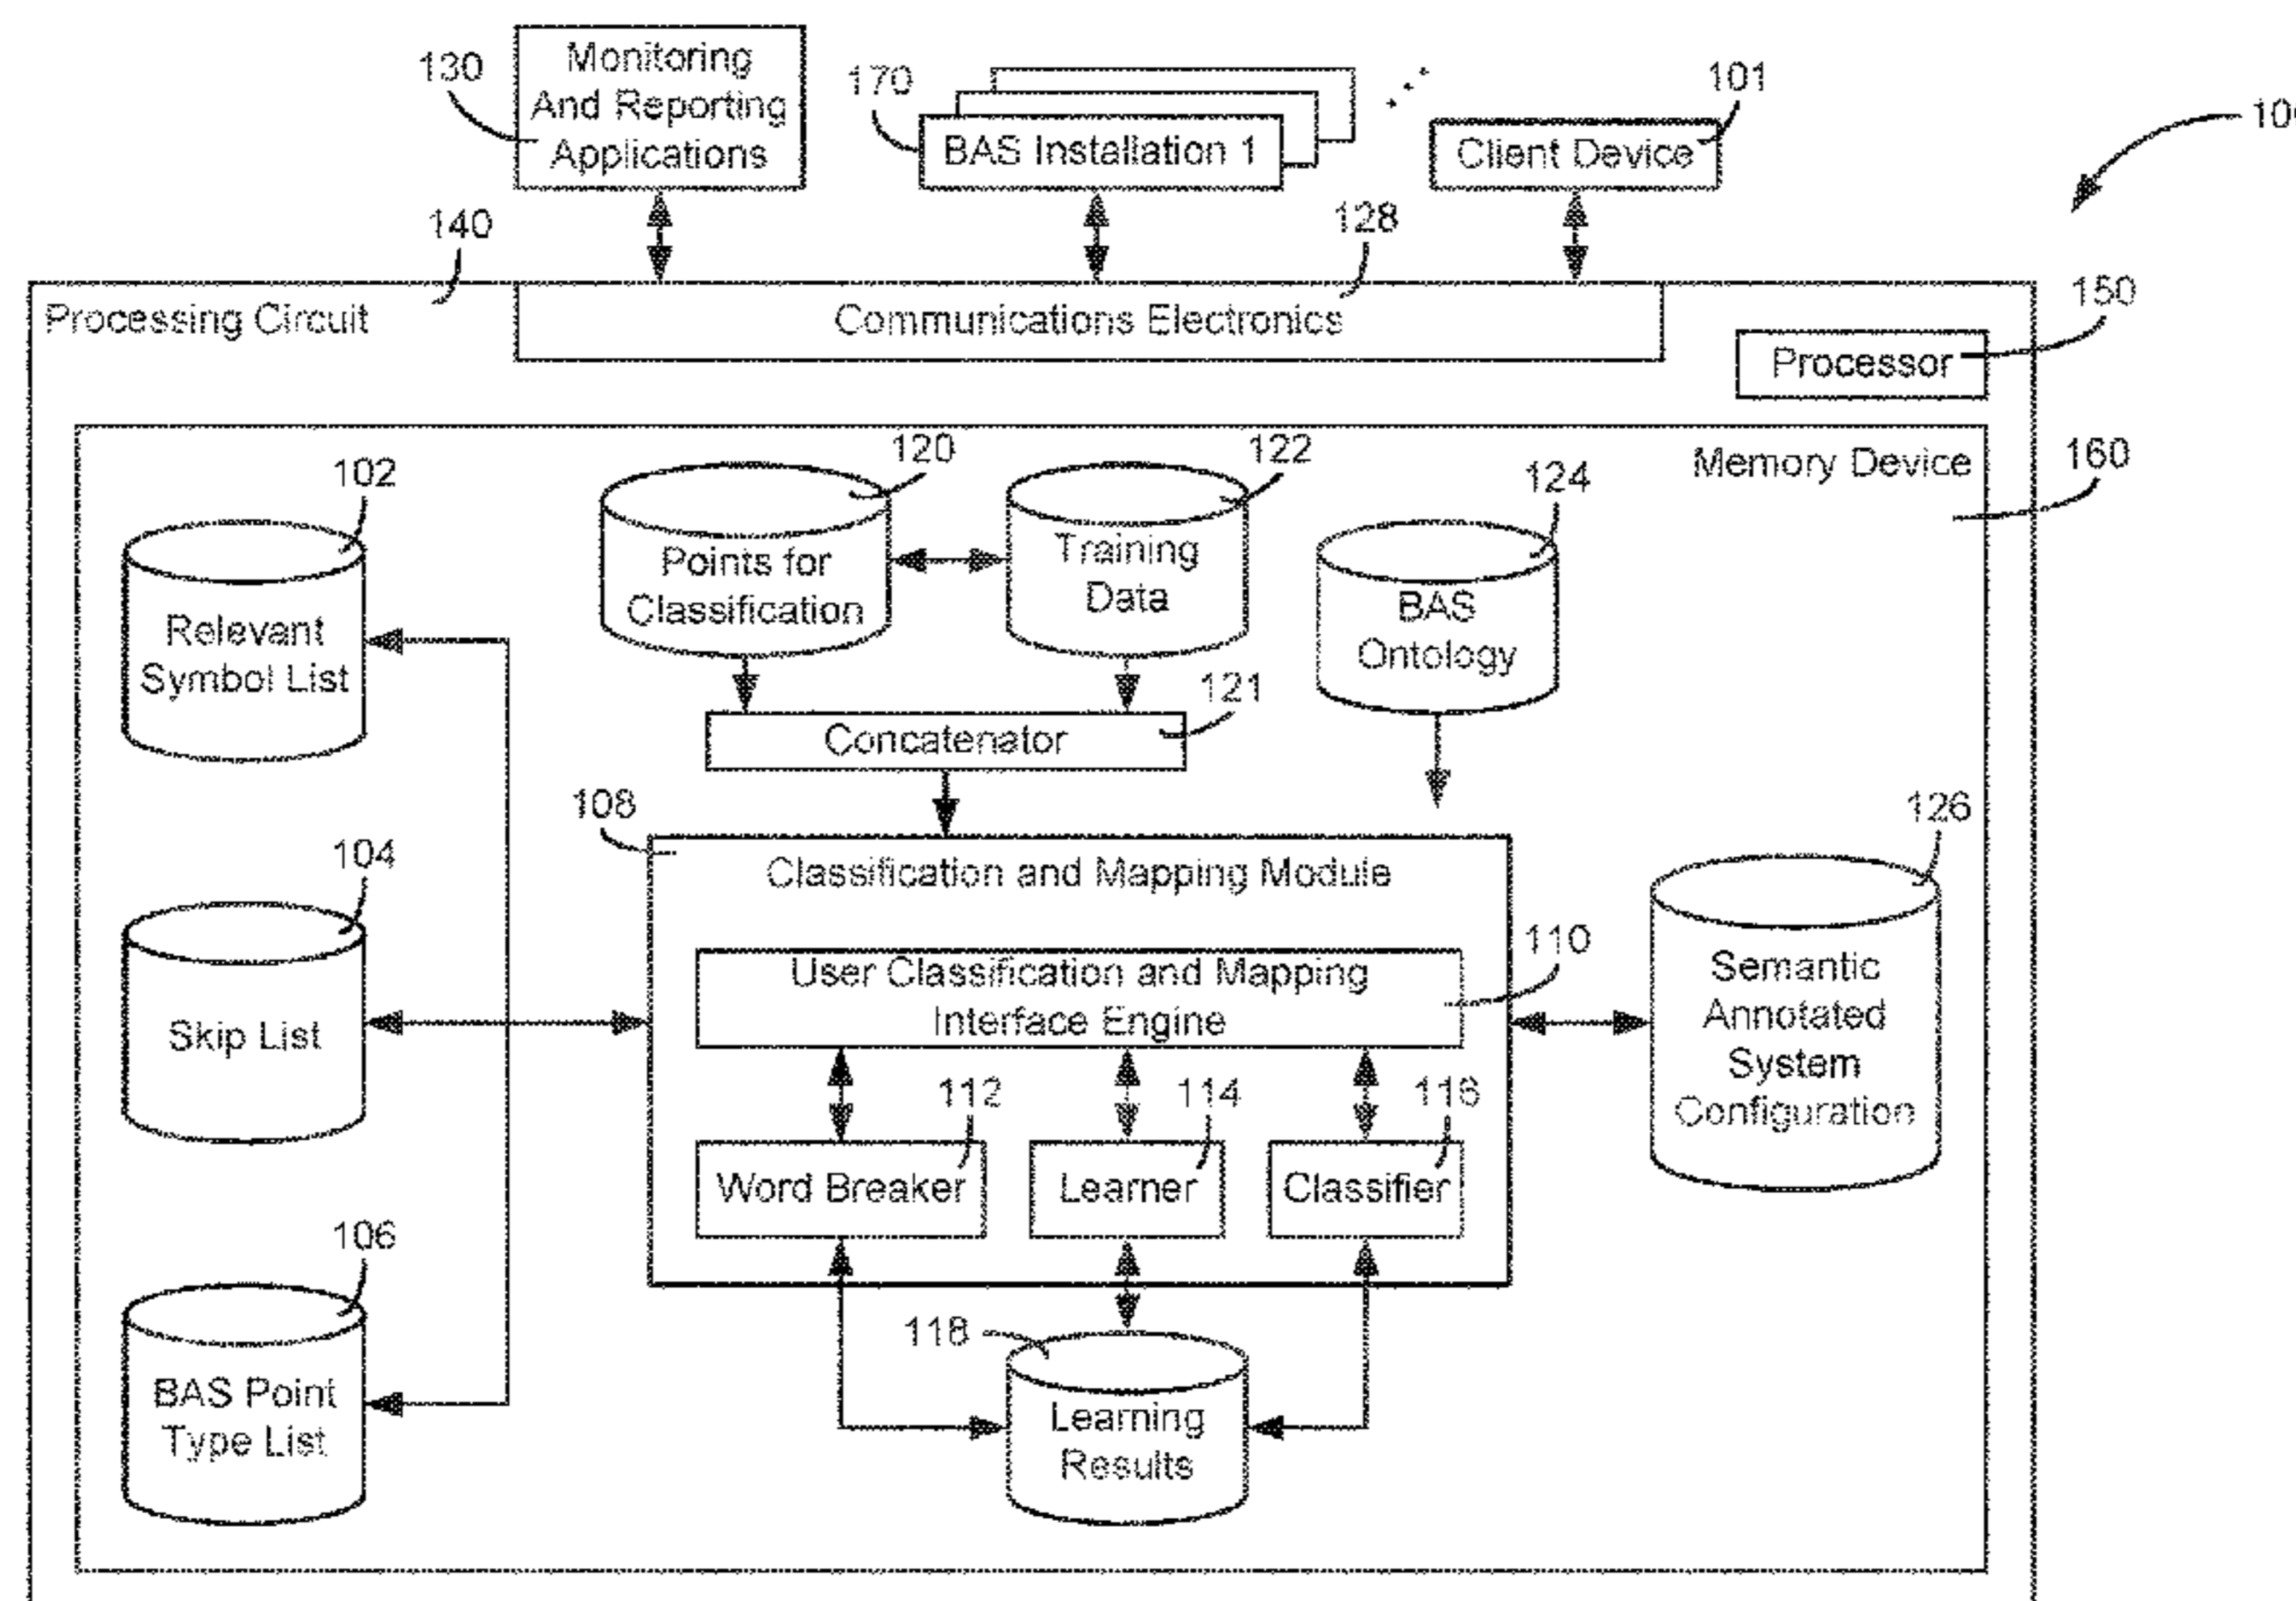 130
Monitoring
And Reporting
Applications
170
BAS Installation 1
101
Client Device
140
128
Processing Circuit
Communications Electronics
150
Processor
Memory Device
160
102
Relevant
Symbol List
120
Points for
Classification
122
Training
Data
124
BAS
Ontology
121
Concatenator
108
Classification and Mapping Module
126
104
Skip List
110
User Classification and Mapping
Interface Engine
Semantic
Annotated
System
Configuration
112
114
116
Word Breaker
Learner
Classifier
106
BAS Point
Type List
118
Learning
Results